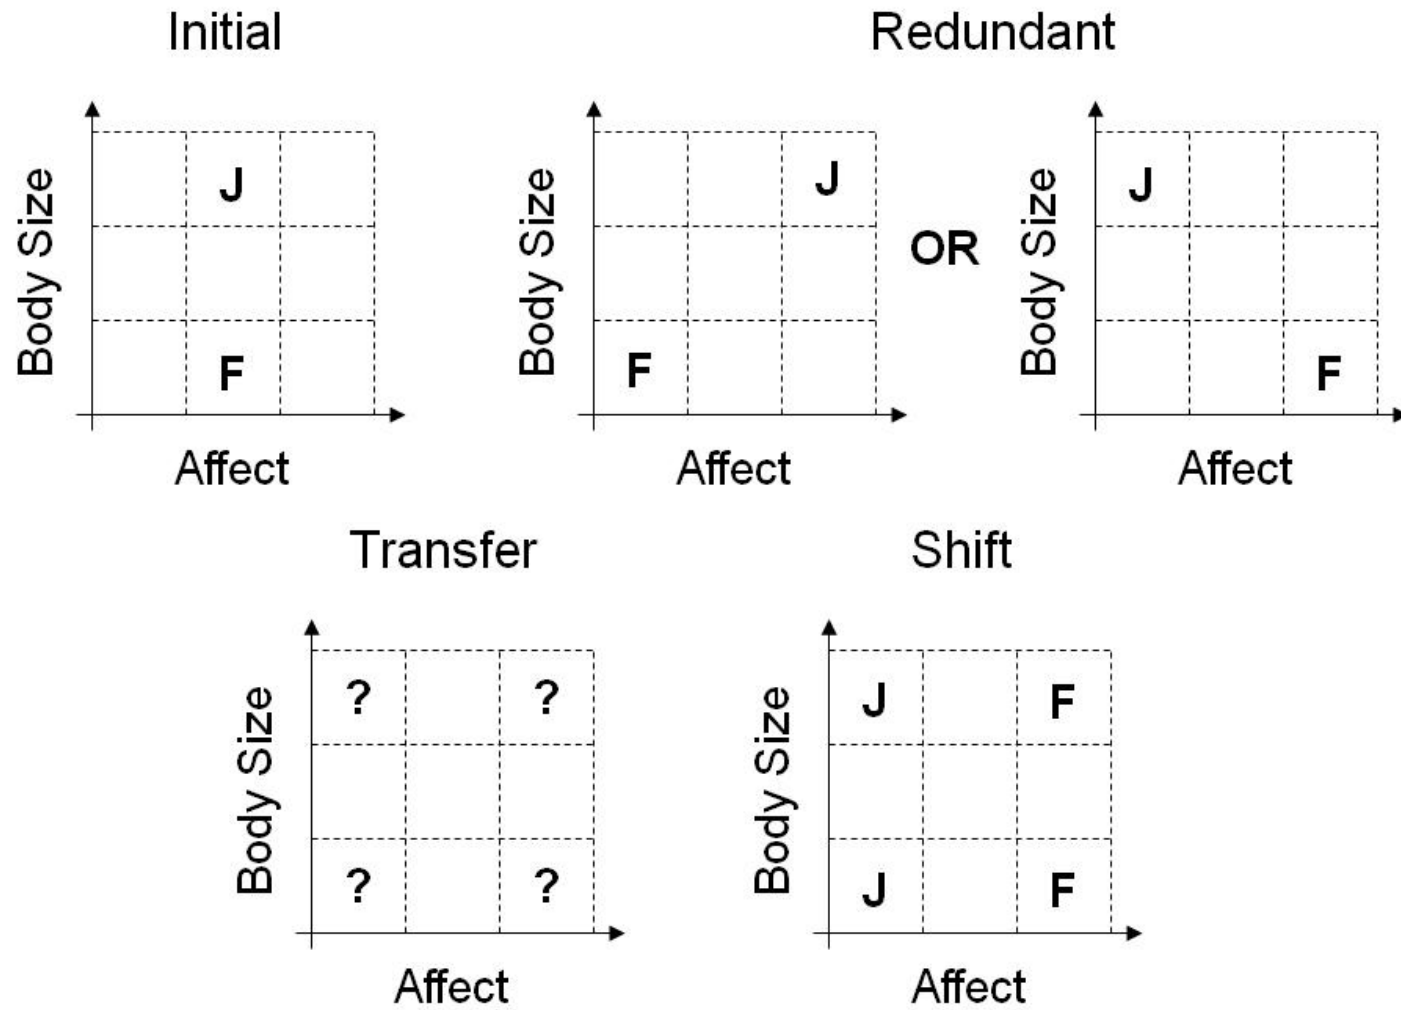 Initial
Redundant
Body Size
J
F
Affect
Body Size
J
F
Affect
OR
Body Size
J
F
Affect
Transfer
Shift
Body Size
? ?
? ?
Affect
Body Size
J F
J F
Affect